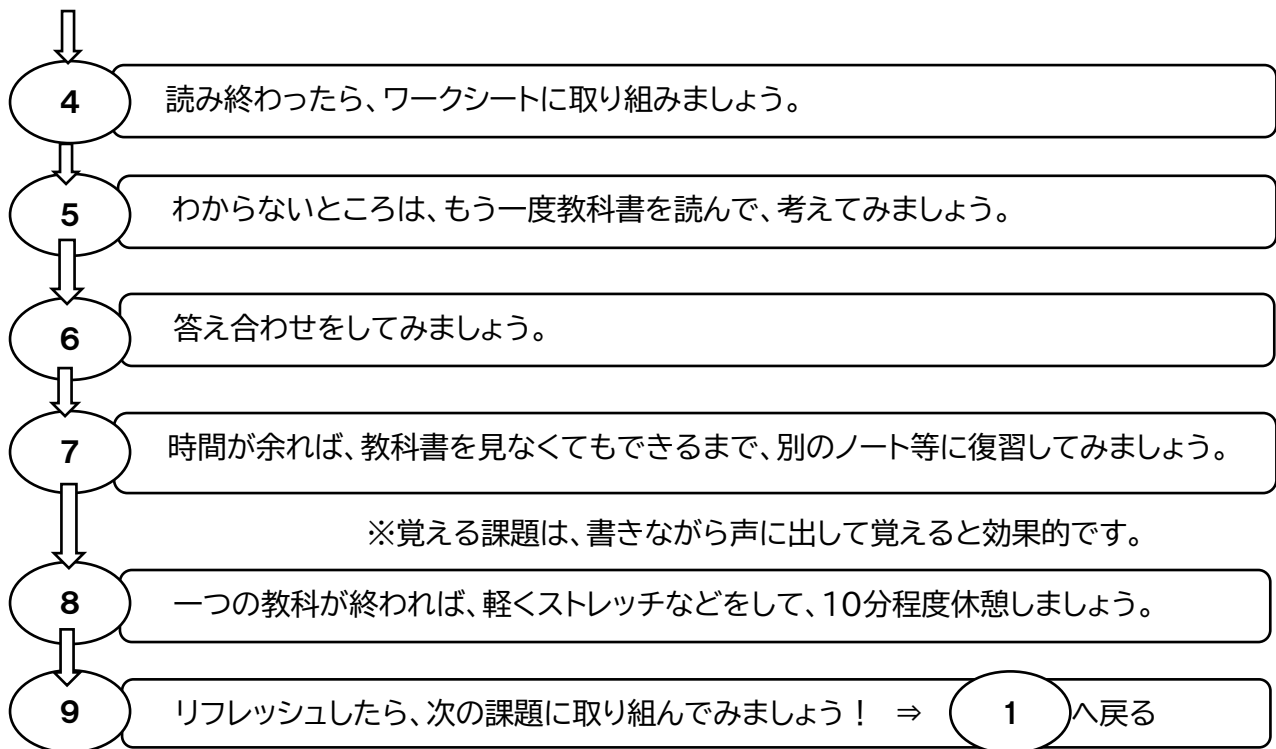 4 読み終わったら、ワークシートに取り組みましょう。
5 わからないところは、もう一度教科書を読んで、考えてみましょう。
6 答え合わせをしてみましょう。
7 時間が余れば、教科書を見なくてもできるまで、別のノート等に復習してみましょう。
※覚える課題は、書きながら声に出して覚えると効果的です。
8 一つの教科が終われば、軽くストレッチなどをして、10分程度休憩しましょう。
9 リフレッシュしたら、次の課題に取り組んでみましょう! ⇒ 1 へ戻る